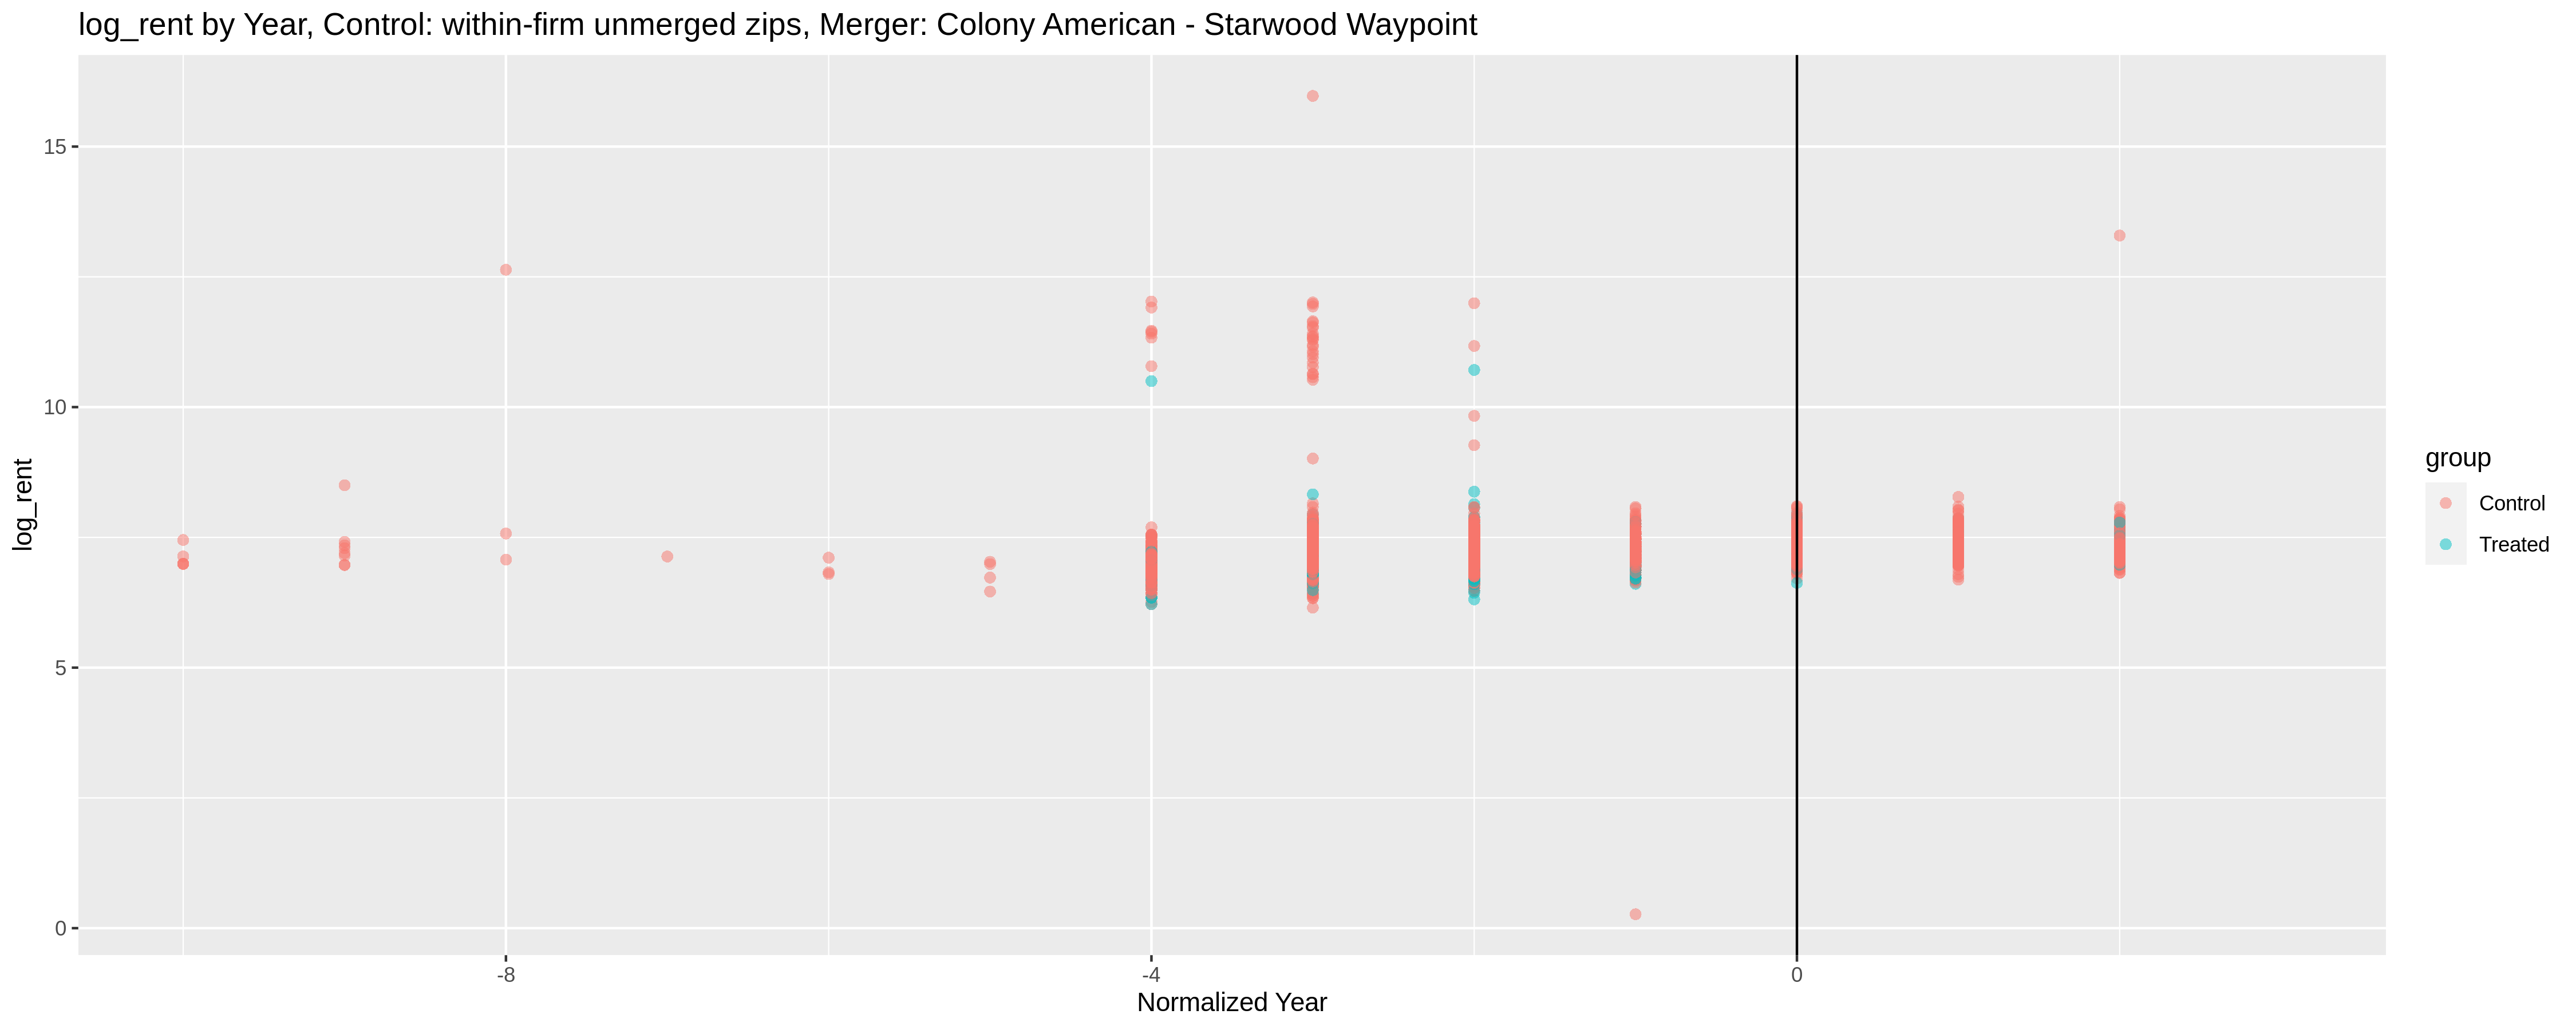 log_rent by Year, Control: within-firm unmerged zips, Merger: Colony American - Starwood Waypoint
15
10
5
0
log_rent
-8
-4
0
Normalized Year
group
Control
Treated